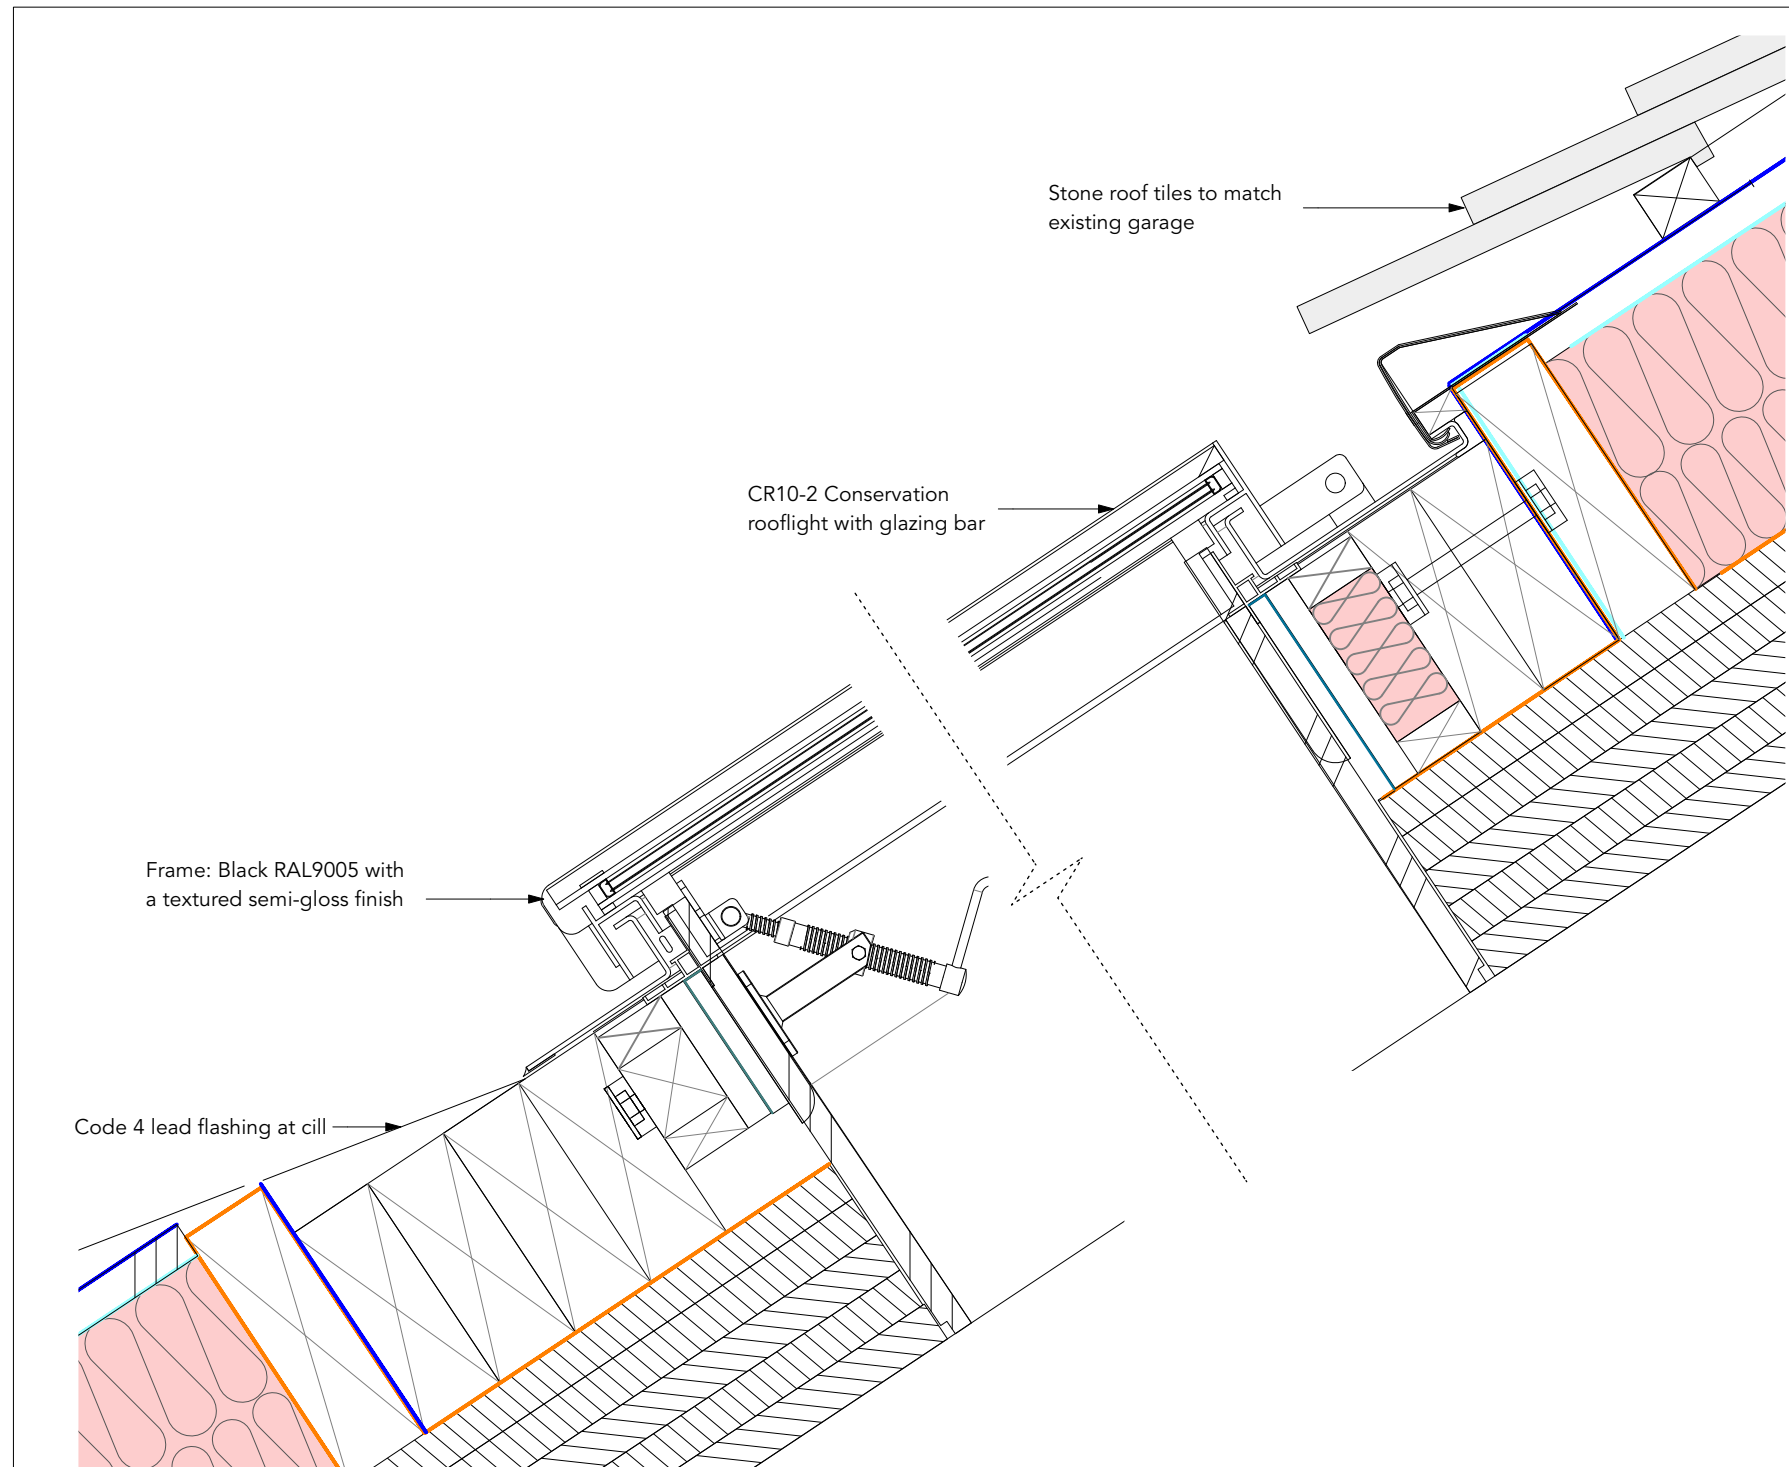 Stone roof tiles to match
existing garage
CR10-2 Conservation
rooflight with glazing bar
Frame: Black RAL9005 with
a textured semi-gloss finish
Code 4 lead flashing at cill